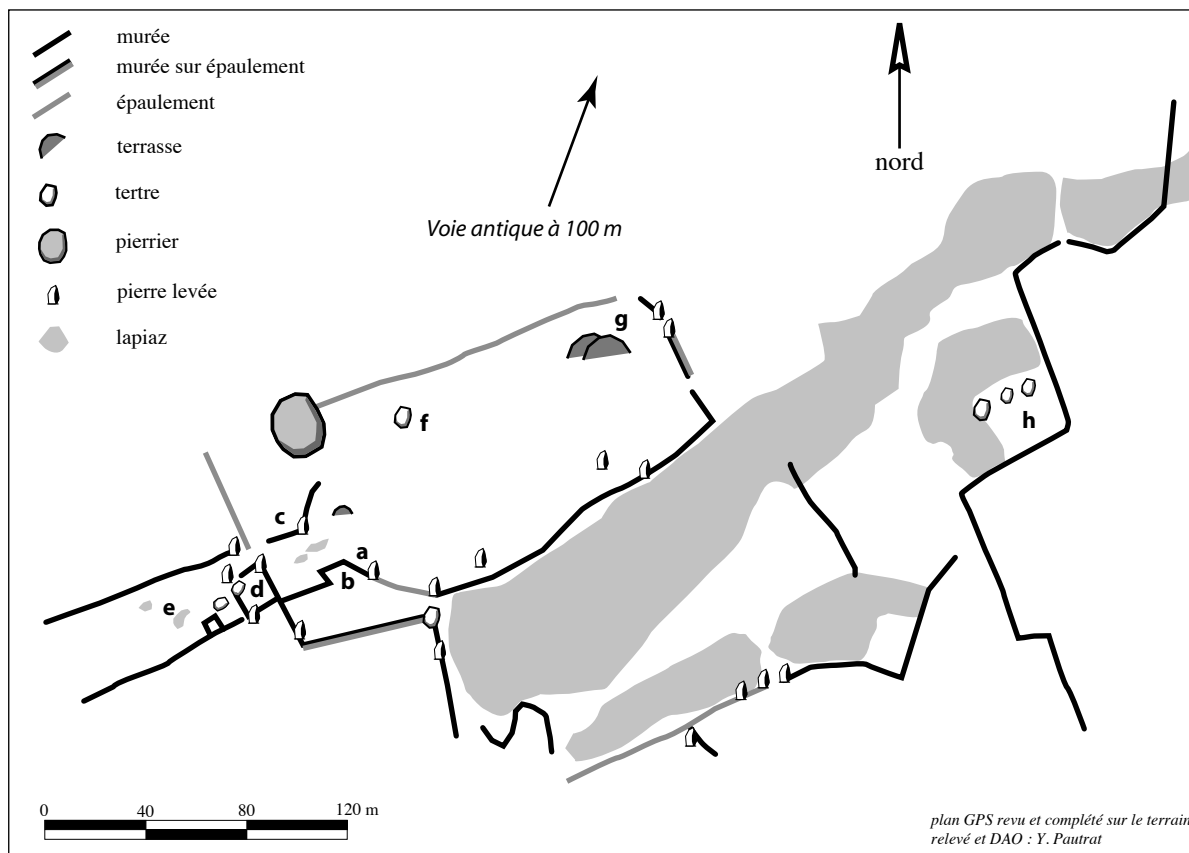 murée
murée sur épaulement
épaulement
terrasse
tertre
pierrier
pierre levée
lapiaz
nord
Voie antique à 100 m
g
f
h
c
a
b
d
e
0 40 80 120 m
plan GPS revu et complété sur le terrain
relevé et DAO : Y. Pautrat